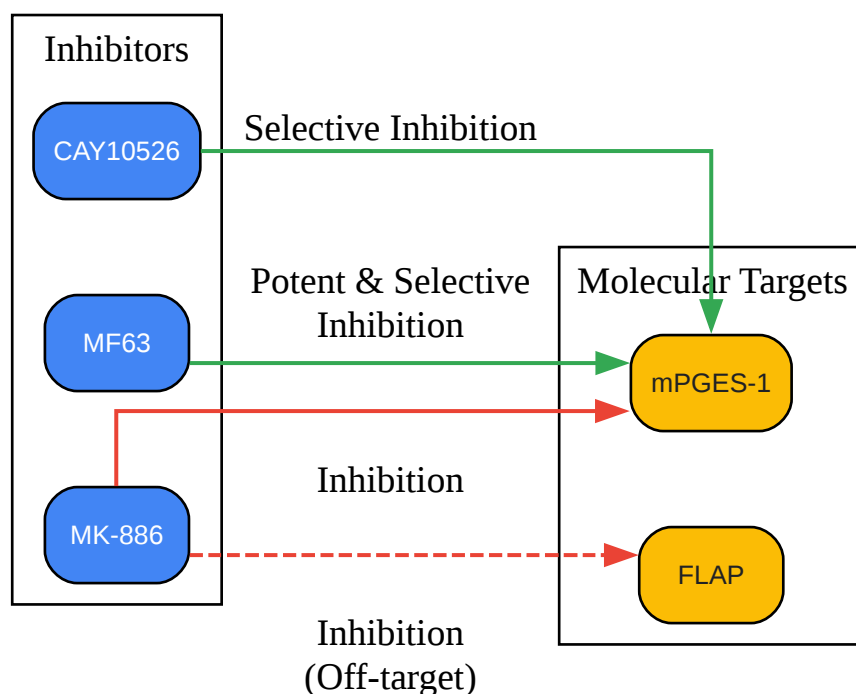 Inhibitors
CAY10526
Selective Inhibition
Potent & Selective
Inhibition
Molecular Targets
MF63
mPGES-1
Inhibition
MK-886
FLAP
Inhibition
(Off-target)